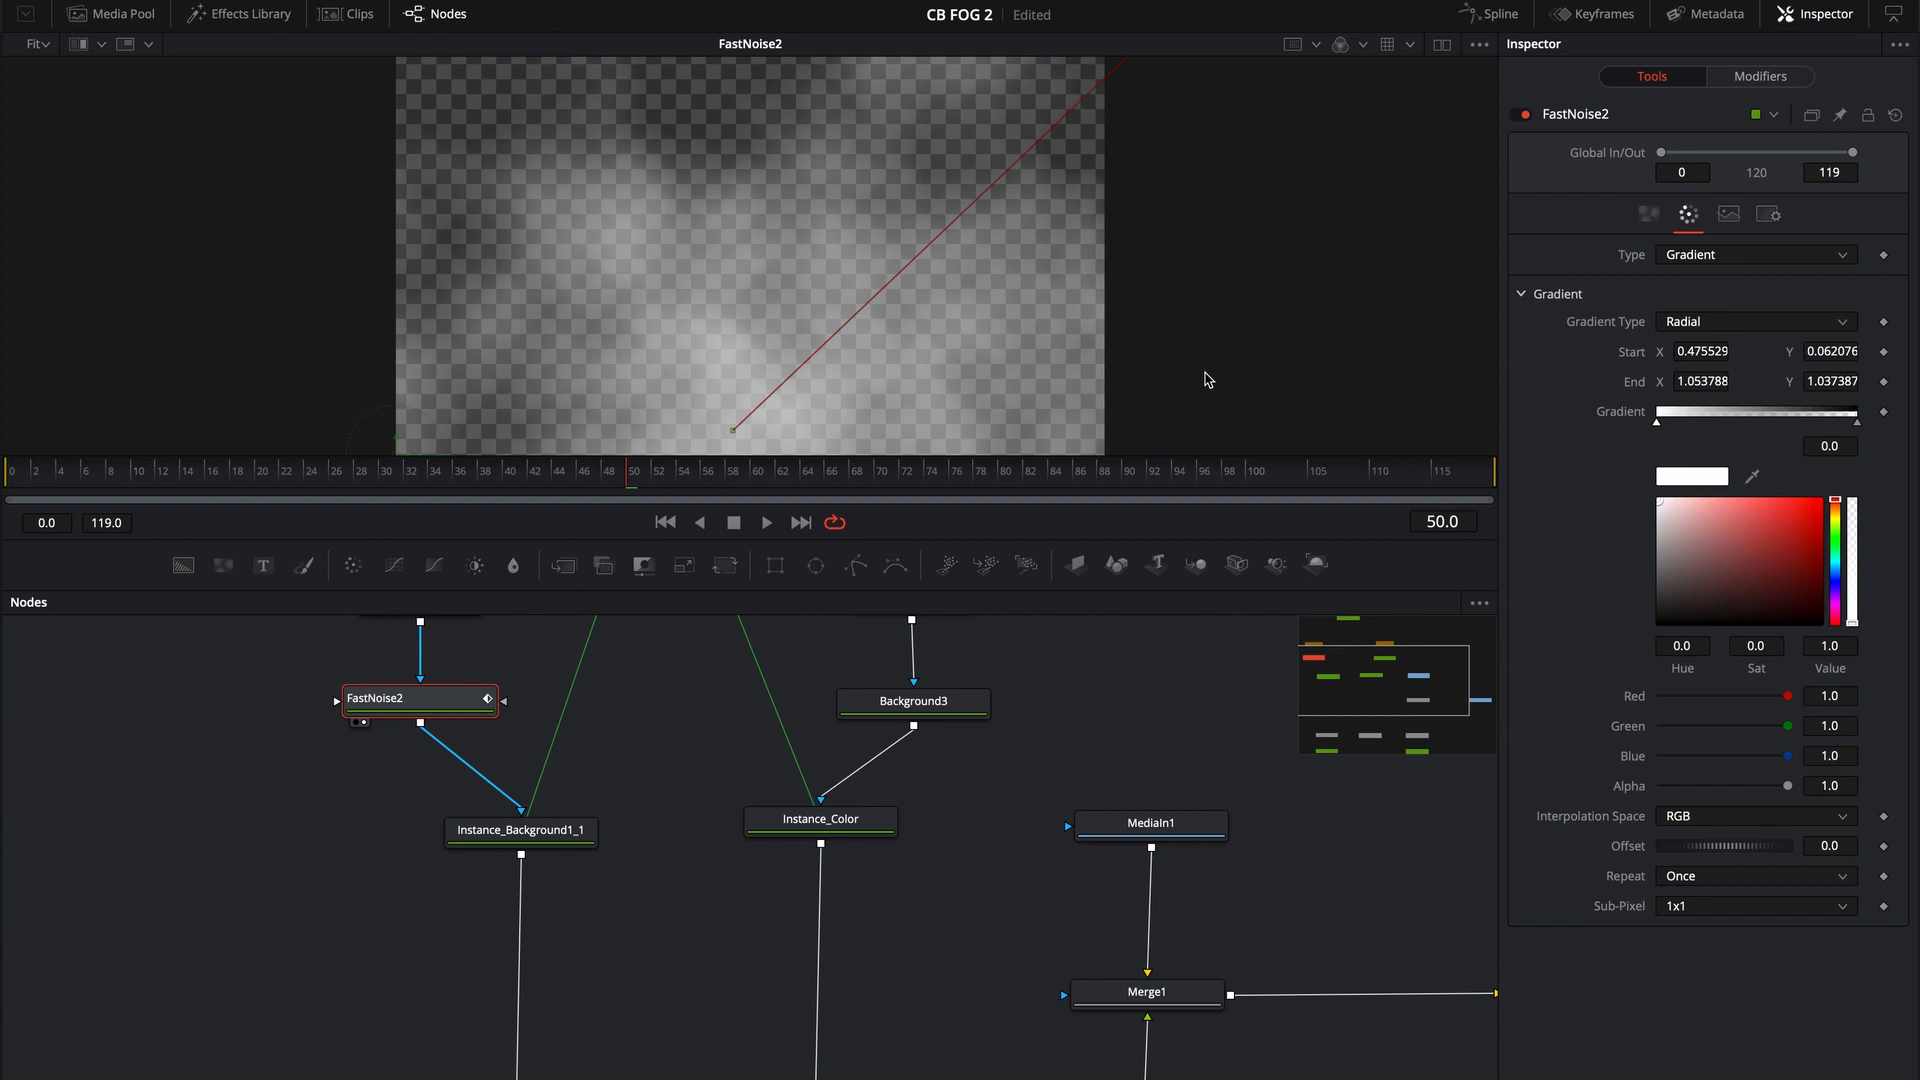 Media Pool
Effects Library
Clips
Nodes
CB FOG 2 Edited
Spline
Keyframes
Metadata
Inspector
Fit
FastNoise2
Inspector
Tools
Modifiers
FastNoise2
Global In/Out
0 120 119
Type Gradient
Gradient
Gradient Type Radial
Start X 0.475529 Y 0.062076
End X 1.053788 Y 1.037387
Gradient
0.0
0.0 0.0 1.0
Hue Sat Value
Red 1.0
Green 1.0
Blue 1.0
Alpha 1.0
Interpolation Space RGB
Offset 0.0
Repeat Once
Sub-Pixel 1x1
0 2 4 6 8 10 12 14 16 18 20 22 24 26 28 30 32 34 36 38 40 42 44 46 48 50 52 54 56 58 60 62 64 66 68 70 72 74 76 78 80 82 84 86 88 90 92 94 96 98 100 105 110 115
0.0 119.0 50.0
Nodes
FastNoise2
Background3
Instance_Background1_1
Instance_Color
MediaIn1
Merge1